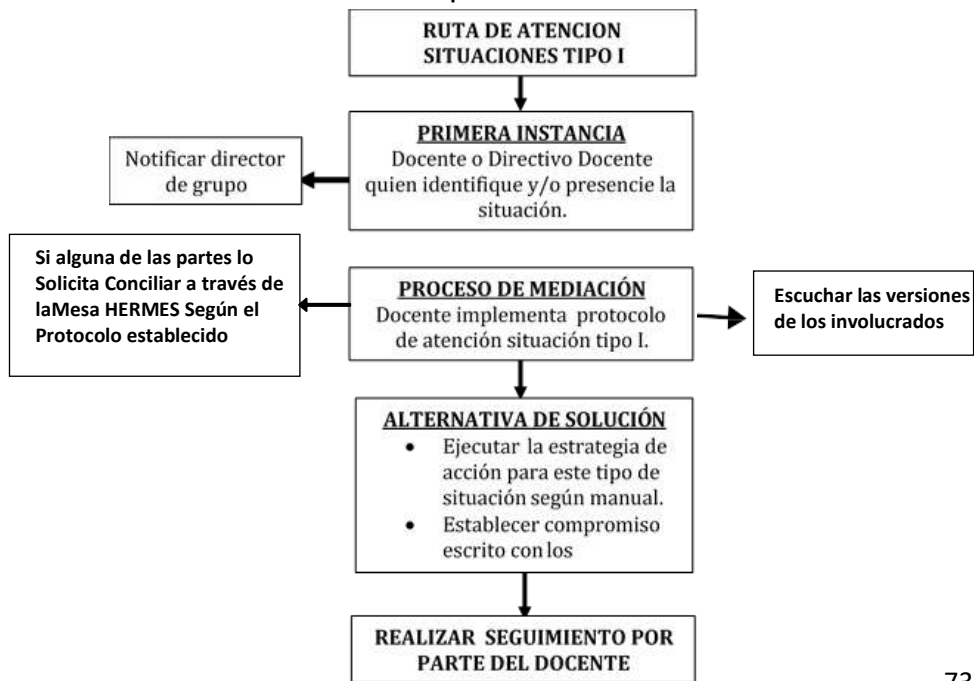 RUTA DE ATENCION
SITUACIONES TIPO I
PRIMERA INSTANCIA
Docente o Directivo Docente
quien identifique y/o presencie la
situación.
Notificar director
de grupo
Si alguna de las partes lo
Solicita Conciliar a través de
laMesa HERMES Según el
Protocolo establecido
PROCESO DE MEDIACIÓN
Docente implementa protocolo
de atención situación tipo I.
Escuchar las versiones
de los involucrados
ALTERNATIVA DE SOLUCIÓN
• Ejecutar la estrategia de
acción para este tipo de
situación según manual.
• Establecer compromiso
escrito con los
REALIZAR SEGUIMIENTO POR
PARTE DEL DOCENTE
73